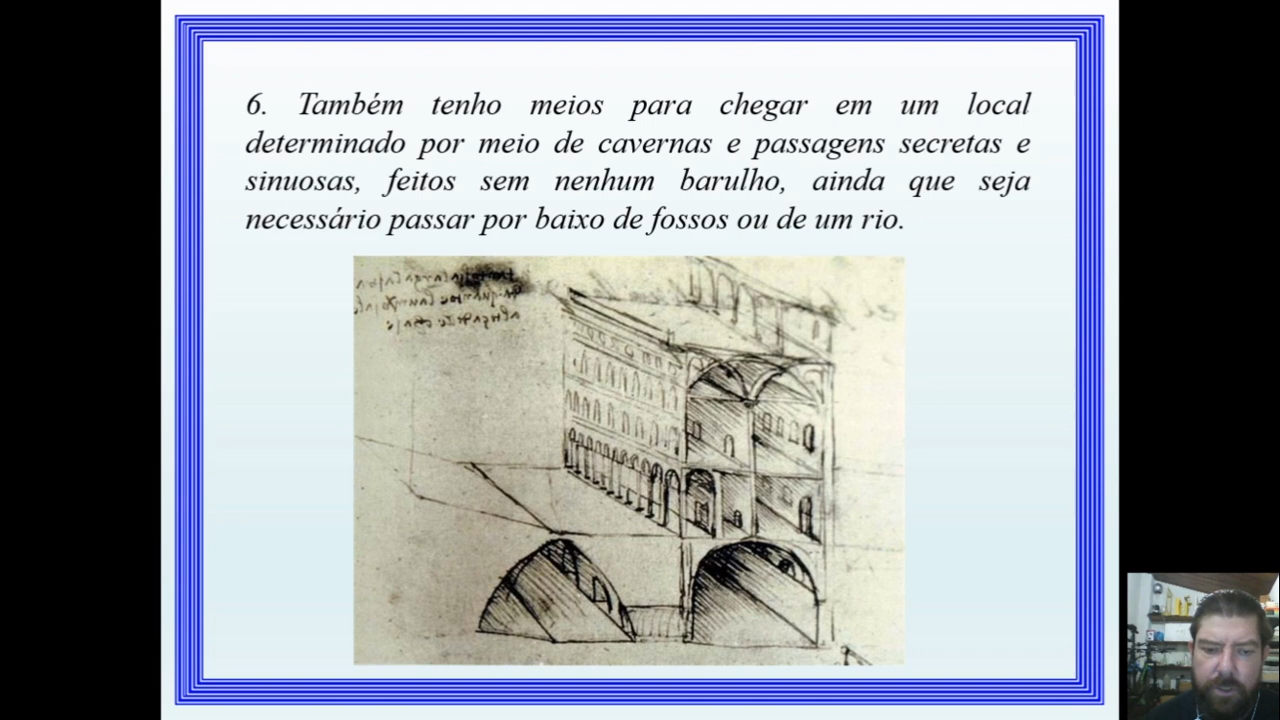 6. Também tenho meios para chegar em um local
determinado por meio de cavernas e passagens secretas e
sinuosas, feitos sem nenhum barulho, ainda que seja
necessário passar por baixo de fossos ou de um rio.